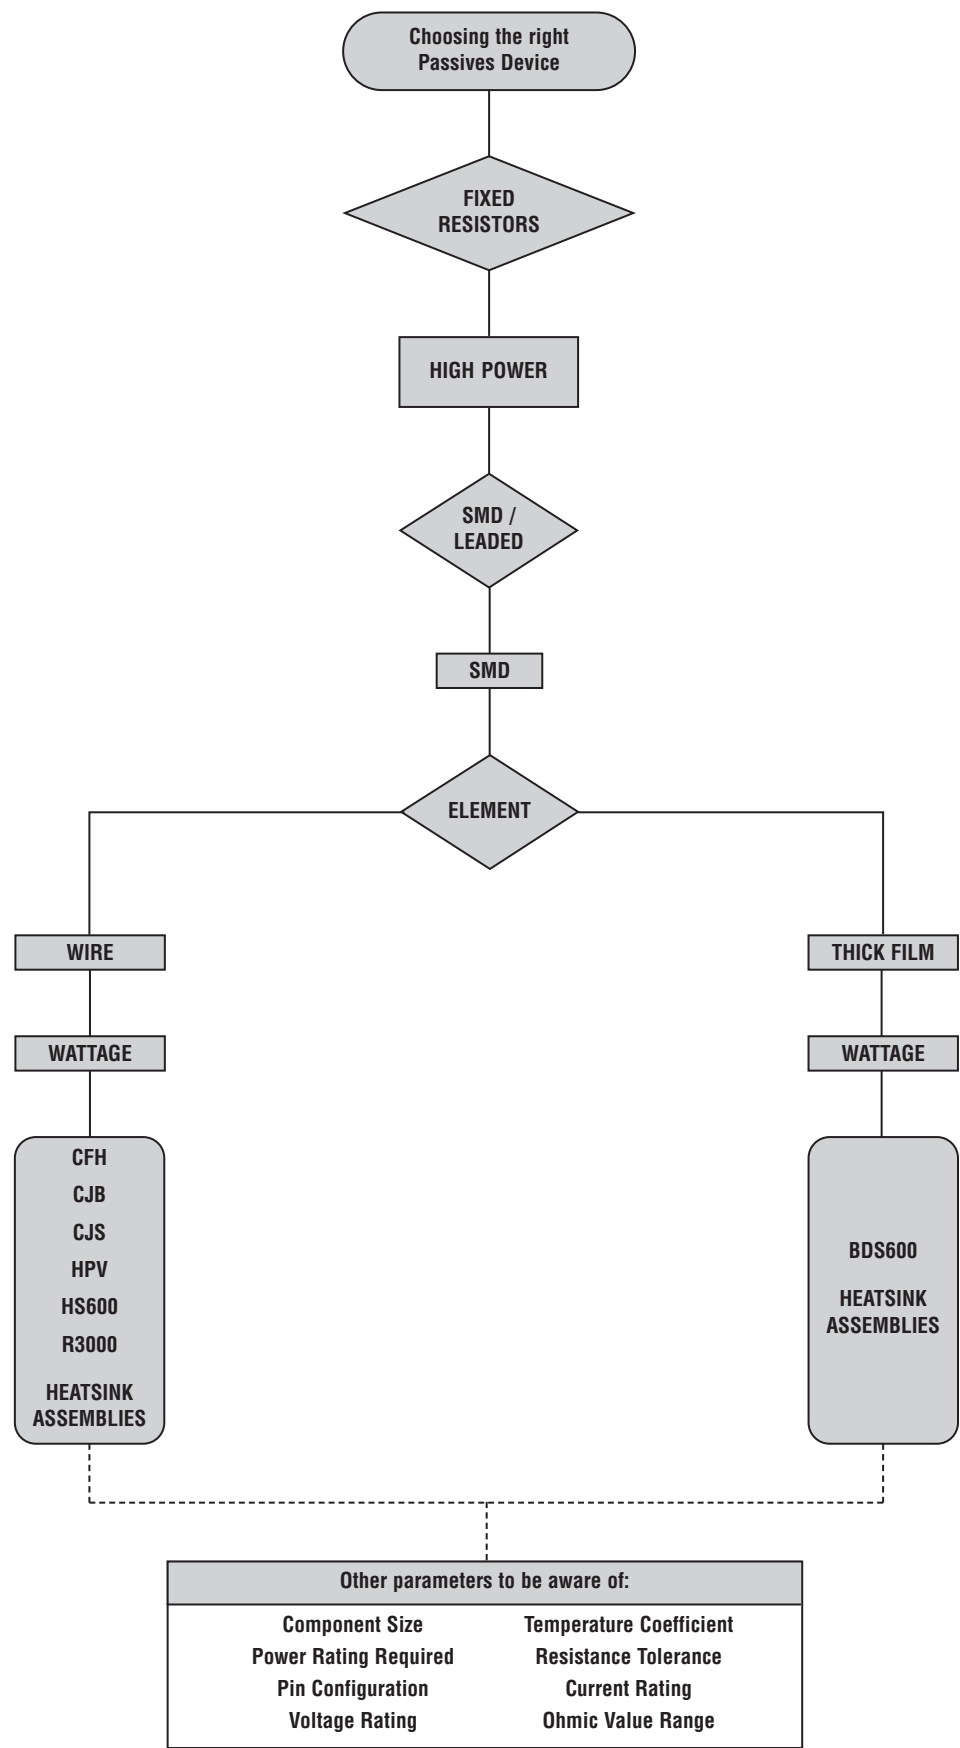 Choosing the right
Passives Device
FIXED
RESISTORS
HIGH POWER
SMD /
LEADED
SMD
ELEMENT
WIRE
THICK FILM
WATTAGE
WATTAGE
CFH
CJB
CJS
HPV
HS600
R3000
HEATSINK
ASSEMBLIES
BDS600
HEATSINK
ASSEMBLIES
Other parameters to be aware of:
Component Size
Power Rating Required
Pin Configuration
Voltage Rating
Temperature Coefficient
Resistance Tolerance
Current Rating
Ohmic Value Range